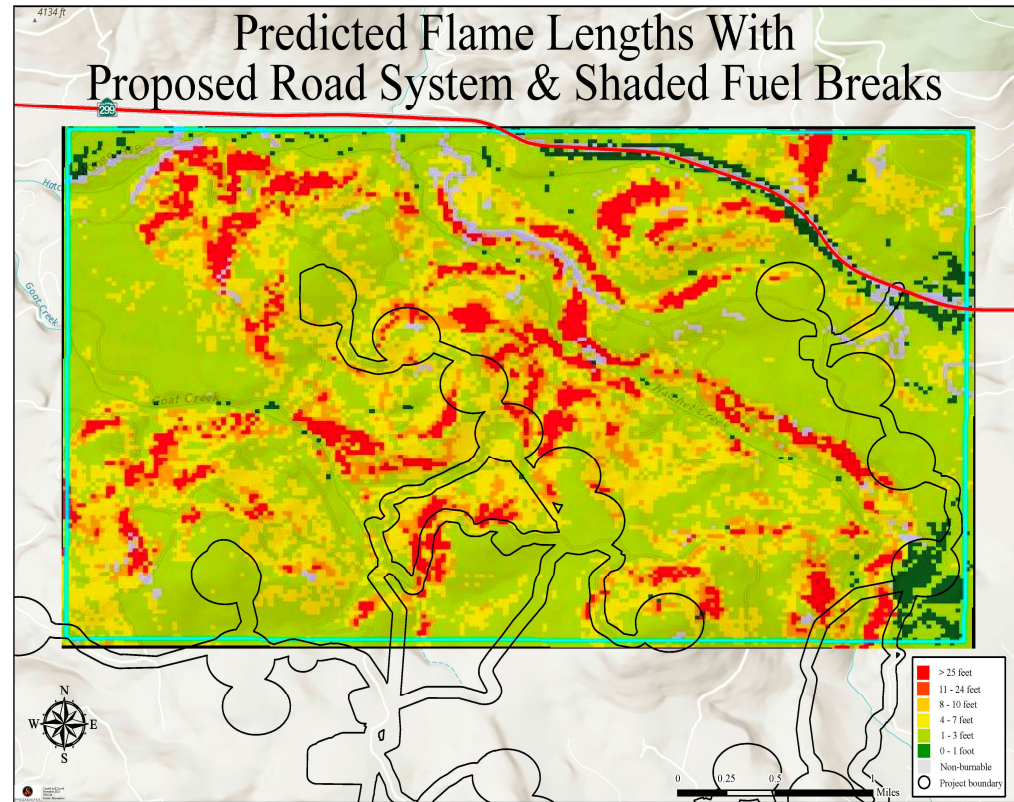 4134 ft
Predicted Flame Lengths With
Proposed Road System & Shaded Fuel Breaks
299
Goat Creek
Goat Creek
Hatchet Creek
N
W E
S
> 25 feet
11 - 24 feet
8 - 10 feet
4 - 7 feet
1 - 3 feet
0 - 1 foot
Non-burnable
Project boundary
0 0.25 0.5 1
Miles